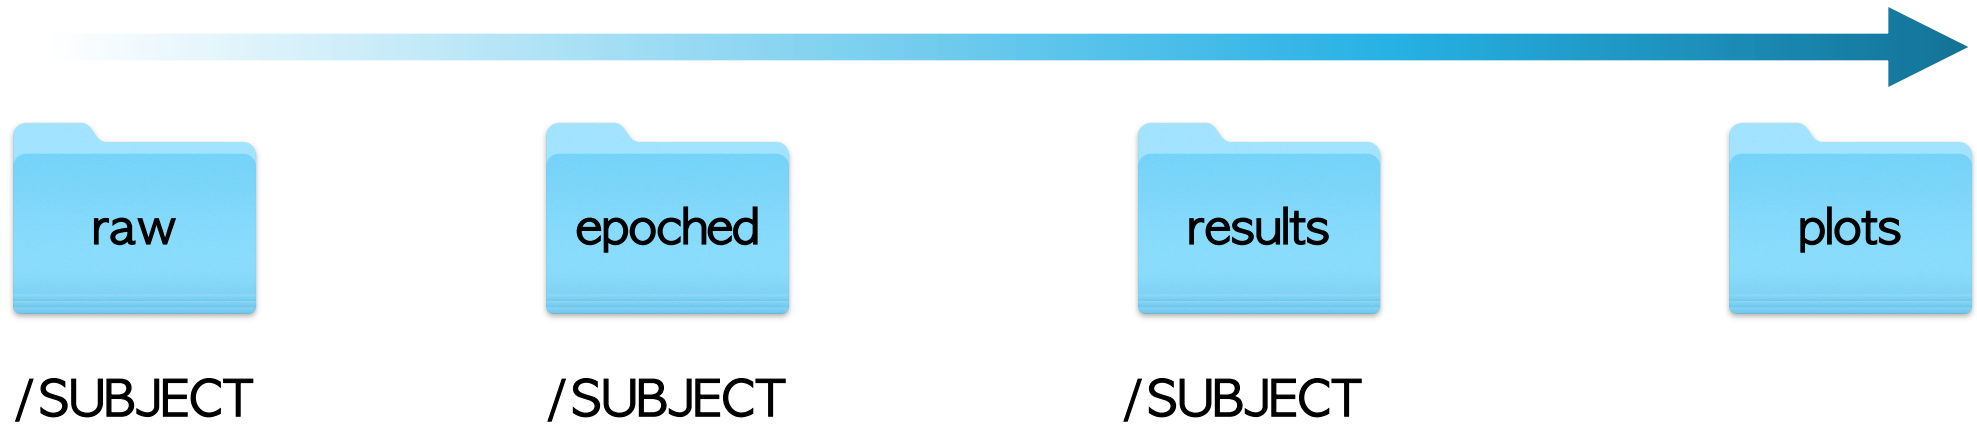 raw epoched results plots
/SUBJECT /SUBJECT /SUBJECT